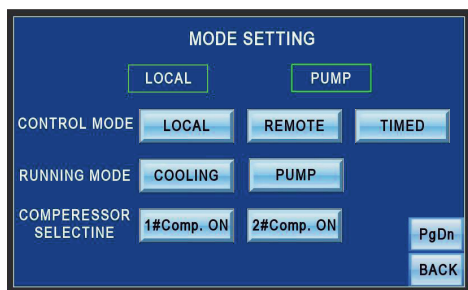 MODE SETTING
LOCAL PUMP
CONTROL MODE LOCAL REMOTE TIMED
RUNNING MODE COOLING PUMP
COMPERESSOR
SELECTINE 1#Comp. ON 2#Comp. ON
PgDn
BACK